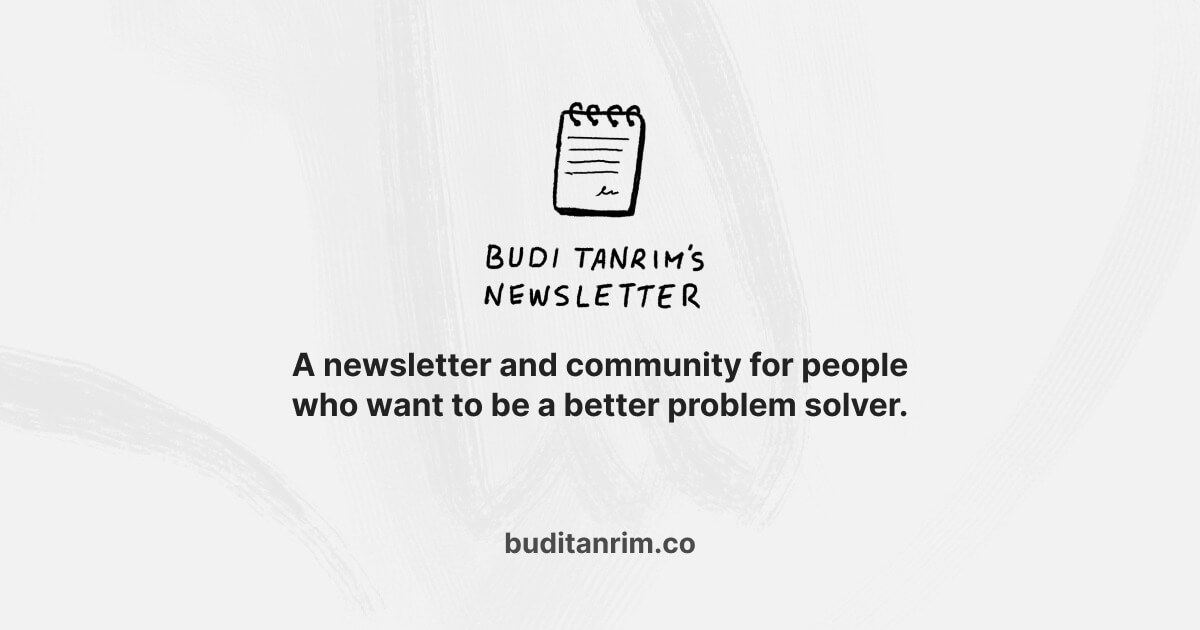 BUDI TANRIM'S
NEWSLETTER
A newsletter and community for people
who want to be a better problem solver.
buditanrim.co